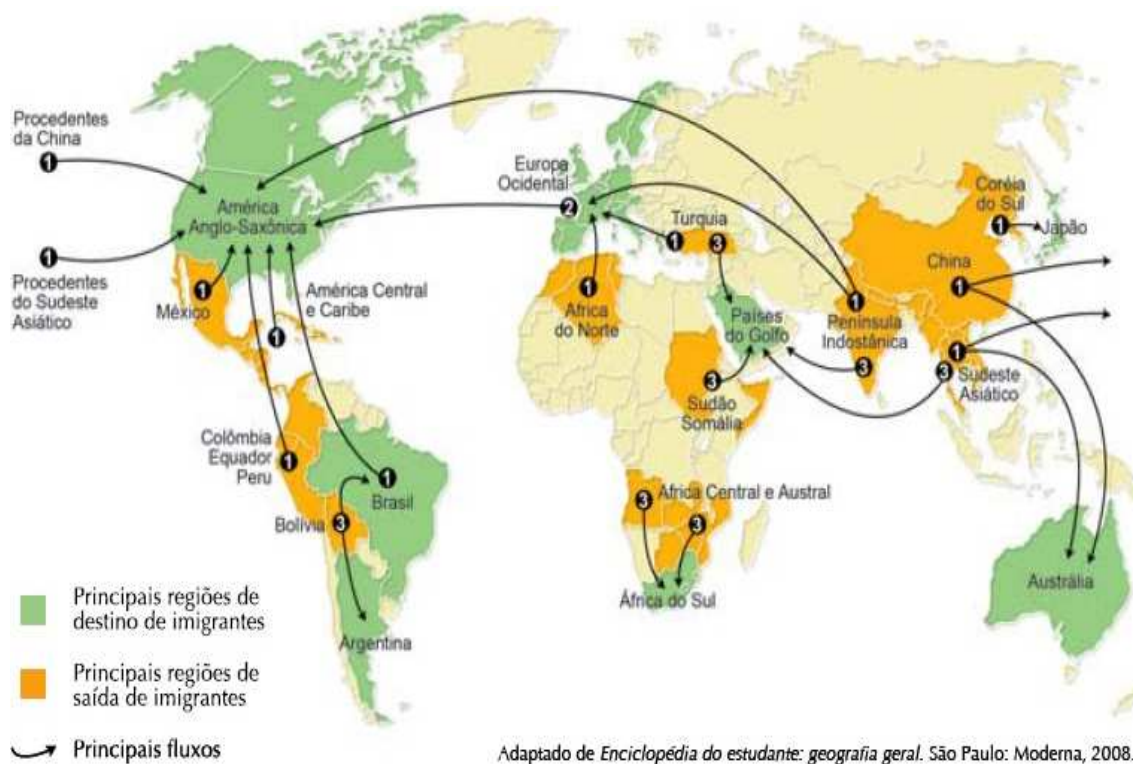 Procedentes
da China
1
1
Procedentes
do Sudeste
Asiático
América
Anglo-Saxônica
1
México
América Central
e Caribe
1
Colômbia
Equador
Peru
1
1
Brasil
Bolívia
3
Argentina
Europa
Ocidental
2
Turquia
1
3
1
África
do Norte
Países
do Golfo
3
Sudão
Somália
África Central e Austral
3
3
África do Sul
Coréia
do Sul
1
Japão
China
1
1
Península
Indostânica
3
1
3
Sudeste
Asiático
Austrália
Principais regiões de
destino de imigrantes
Principais regiões de
saída de imigrantes
Principais fluxos
Adaptado de Enciclopédia do estudante: geografia geral. São Paulo: Moderna, 2008.